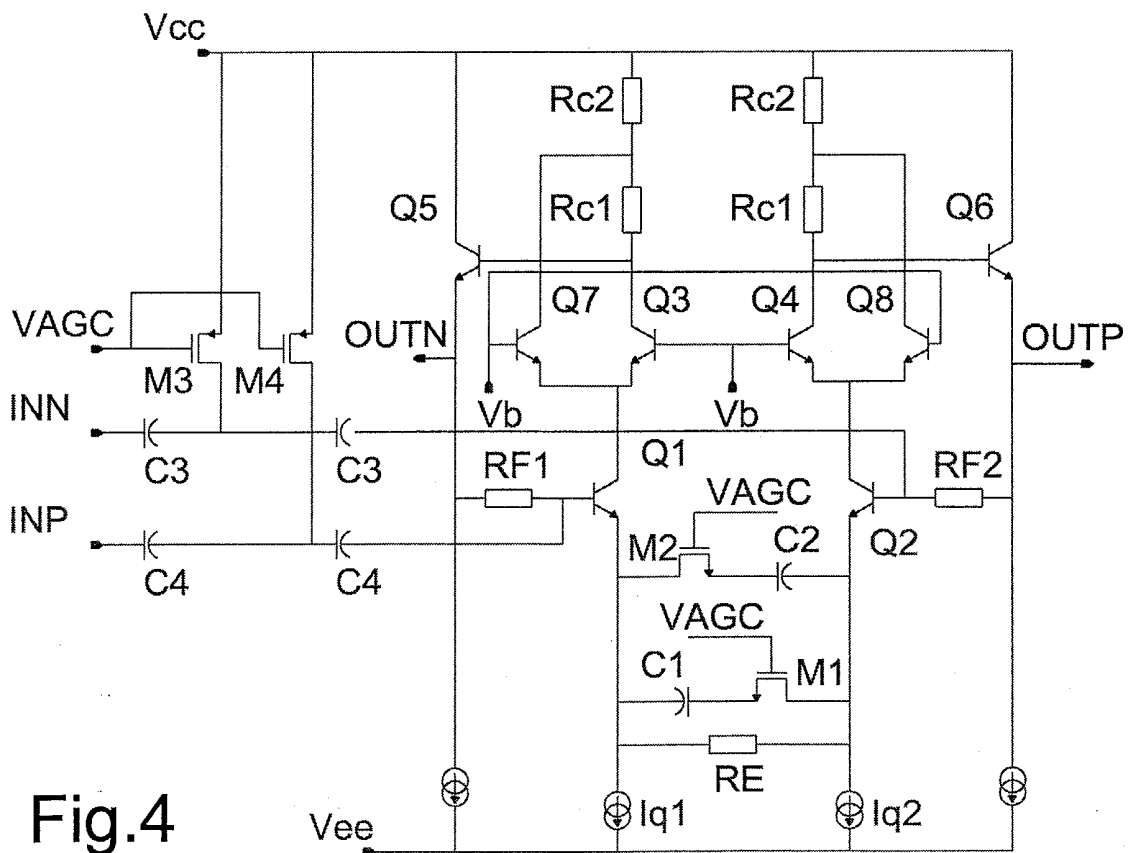 Vcc
Rc2
Rc2
Q5
Rc1
Rc1
Q6
Q7
Q3
Q4
Q8
VAGC
OUTN
OUTP
M3
M4
INN
Vb
Vb
C3
C3
RF1
Q1
RF2
VAGC
INP
M2
C2
Q2
C4
C4
VAGC
C1
M1
RE
Iq1
Iq2
Fig.4
Vee